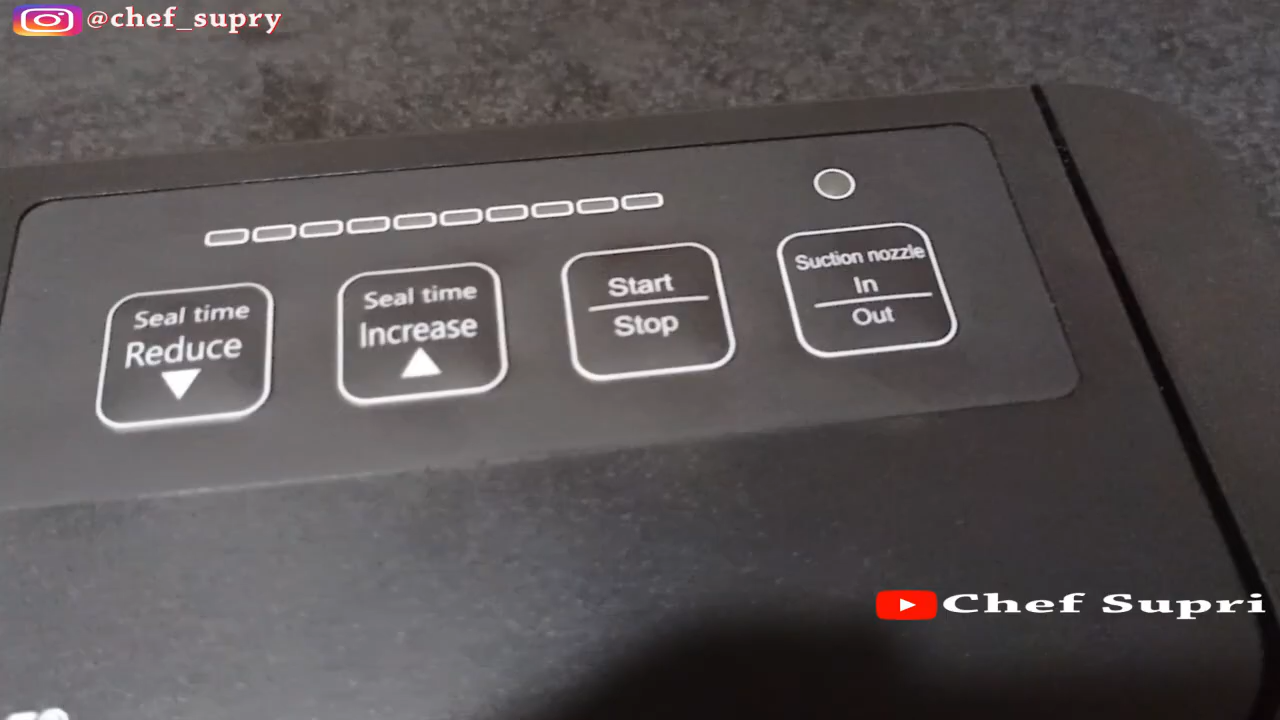 @chef_supry
Seal time
Reduce
Seal time
Increase
Start
Stop
Suction nozzle
In
Out
Chef Supri